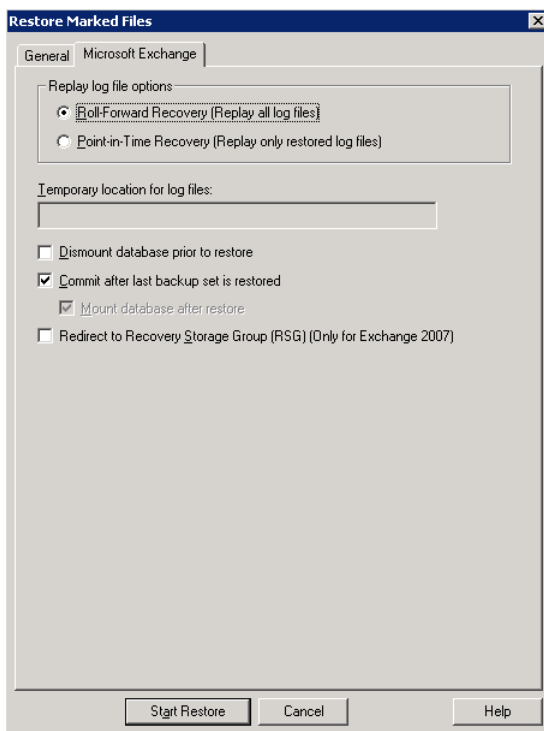 Restore Marked Files
General
Microsoft Exchange
Replay log file options
Roll-Forward Recovery (Replay all log files)
Point-in-Time Recovery (Replay only restored log files)
Temporary location for log files:
Dismount database prior to restore
Commit after last backup set is restored
Mount database after restore
Redirect to Recovery Storage Group (RSG) (Only for Exchange 2007)
Start Restore
Cancel
Help